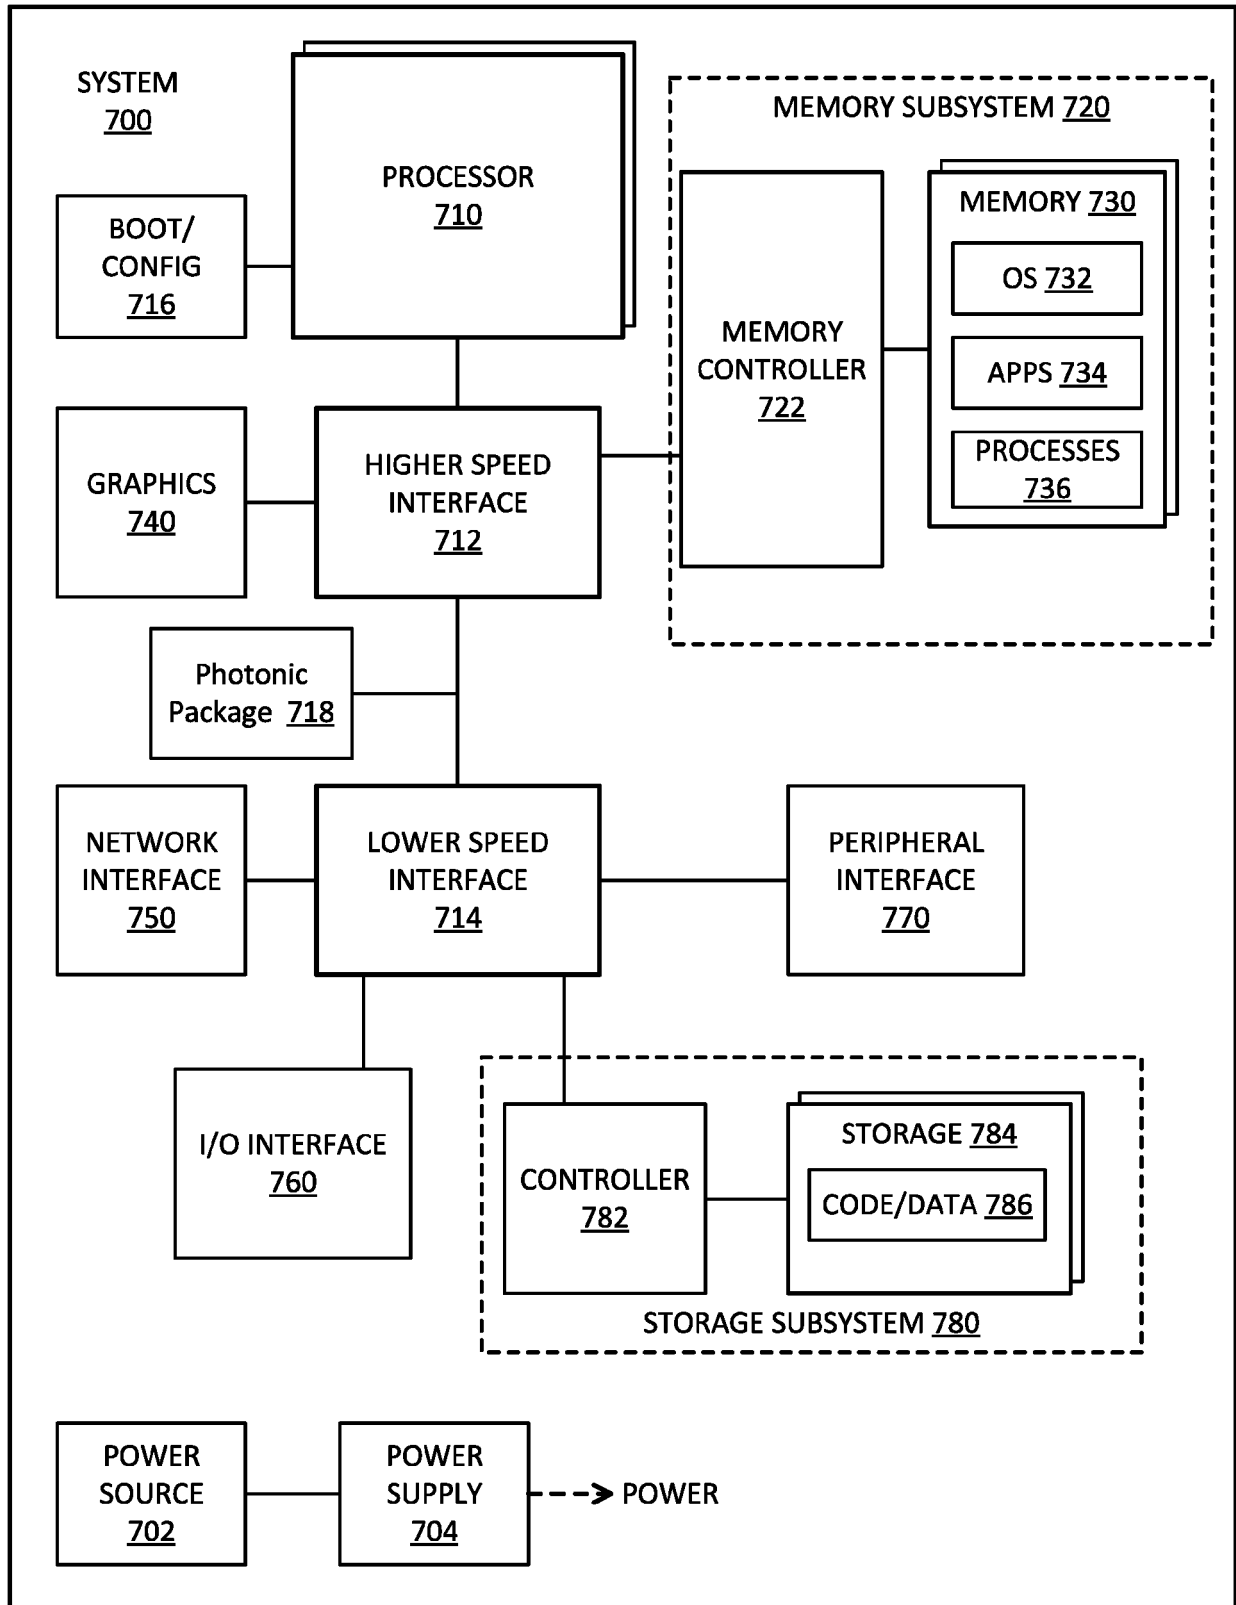 SYSTEM
700
PROCESSOR
710
BOOT/
CONFIG
716
MEMORY SUBSYSTEM 720
MEMORY
CONTROLLER
722
MEMORY 730
OS 732
APPS 734
PROCESSES
736
GRAPHICS
740
HIGHER SPEED
INTERFACE
712
Photonic
Package 718
NETWORK
INTERFACE
750
LOWER SPEED
INTERFACE
714
PERIPHERAL
INTERFACE
770
I/O INTERFACE
760
CONTROLLER
782
STORAGE 784
CODE/DATA 786
STORAGE SUBSYSTEM 780
POWER
SOURCE
702
POWER
SUPPLY
704
POWER